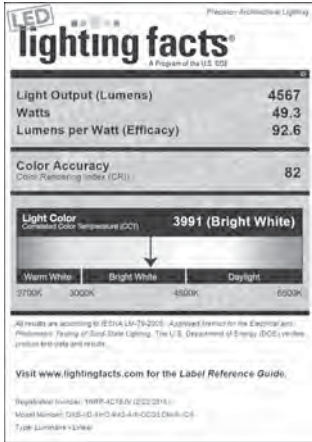 LED
Precision Architectural Lighting
lighting facts®
A Program of the U.S. DOE
Light Output (Lumens) 4567
Watts 49.3
Lumens per Watt (Efficacy) 92.6
Color Accuracy 82
Color Rendering Index (CRI)
Light Color 3991 (Bright White)
Correlated Color Temperature (CCT)
Warm White Bright White Daylight
2700K 3000K 4500K 6500K
All results are according to IESNA LM-79-2008: Approved Method for the Electrical and
Photometric Testing of Solid-State Lighting. The U.S. Department of Energy (DOE) verifies
product test data and results.
Visit www.lightingfacts.com for the Label Reference Guide.
Registration Number:
Model Number:
Type: Luminaire - Linear